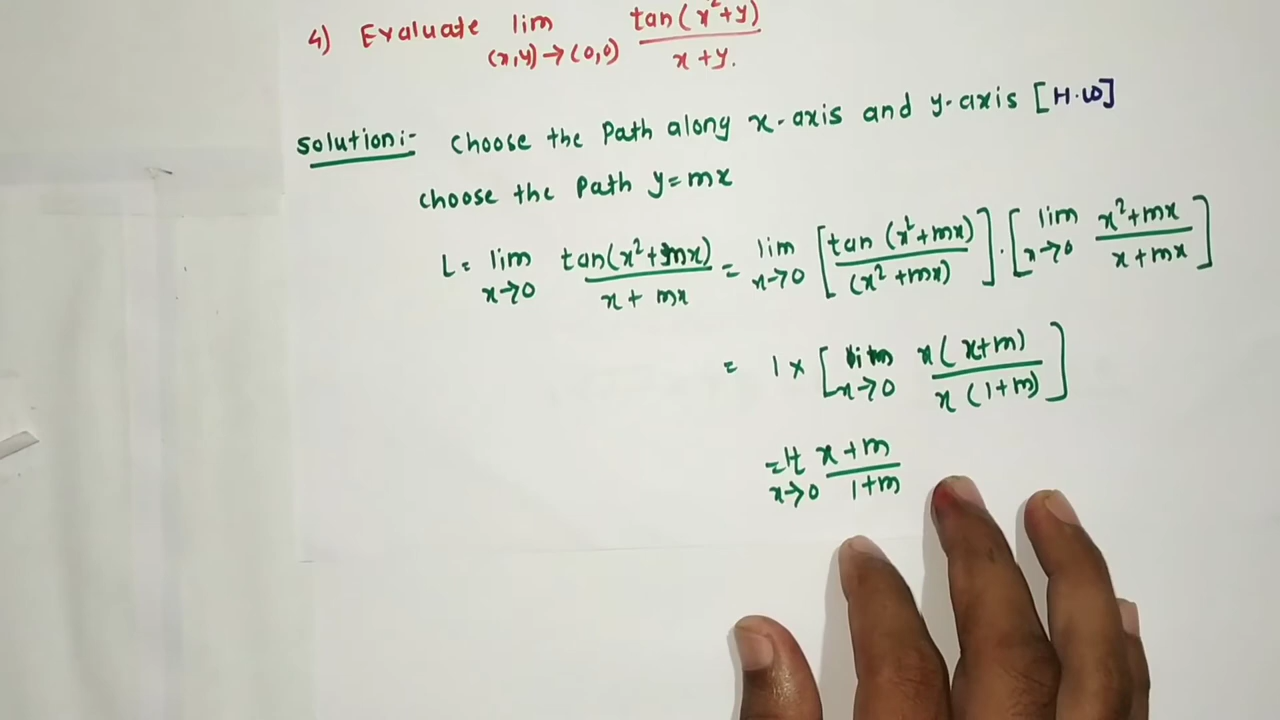 4) Evaluate lim (x,y)→(0,0) tan(x²+y) / x+y.
Solution:- Choose the Path along x-axis and y-axis [H.W]
choose the Path y=mx
L= lim x→0 tan(x²+mx) / x+mx = lim x→0 [tan(x²+mx) / (x²+mx)] . [lim x→0 x²+mx / x+mx]
= 1 x [lim x→0 x(x+m) / x(1+m)]
=lt x→0 x+m / 1+m